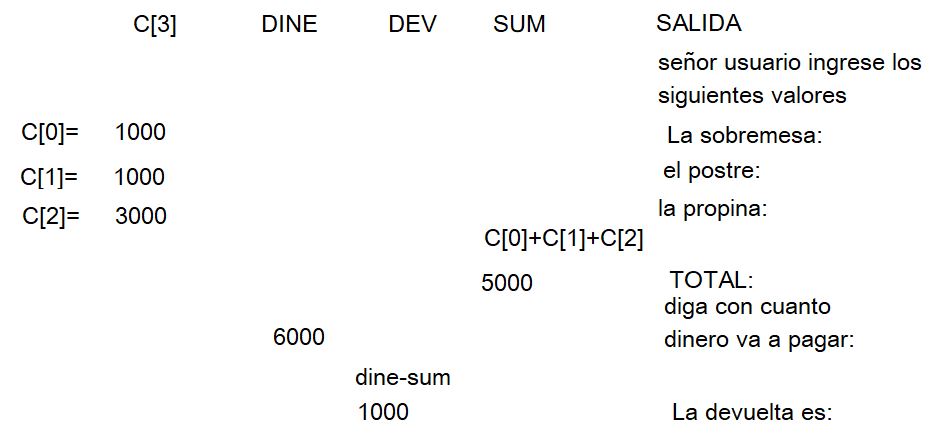 C[3] DINE DEV SUM SALIDA
señor usuario ingrese los
siguientes valores
C[0]= 1000 La sobremesa:
C[1]= 1000 el postre:
C[2]= 3000 la propina:
C[0]+C[1]+C[2]
5000 TOTAL:
diga con cuanto
6000 dinero va a pagar:
dine-sum
1000 La devuelta es: